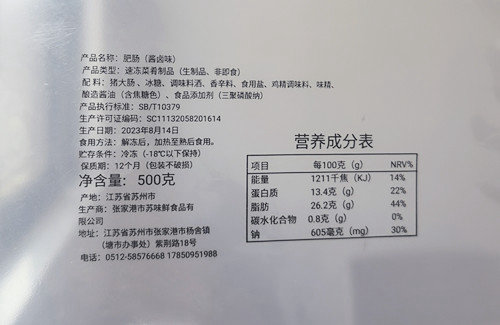 产品名称：肥肠（酱卤味）
产品类型：速冻菜肴制品（生制品、非即食）
配 料：猪大肠 、冰糖、调味料酒、香辛料、食用盐、鸡精调味料、味精、
酿造酱油（含焦糖色）、食品添加剂（三聚磷酸钠）
产品执行标准：SB/T10379
生产许可证编码：SC11132058201614
生产日期：2023年8月14日
食用方法：解冻后，加热至熟后食用。
贮存条件：冷冻（-18℃以下保持）
保质期：12个月（包装不破损）
净含量：500克
产地：江苏省苏州市
生产商：张家港市苏味鲜食品有
限公司
地址：江苏省苏州市张家港市杨舍镇
（塘市办事处）紫荆路18号
电话：0512-58576668 17850951988
营养成分表
项目 每100克（g） NRV%
能量 1211千焦（KJ） 14%
蛋白质 13.4克（g） 22%
脂肪 26.2克（g） 44%
碳水化合物 0.8克（g） 0%
钠 605毫克（mg） 30%